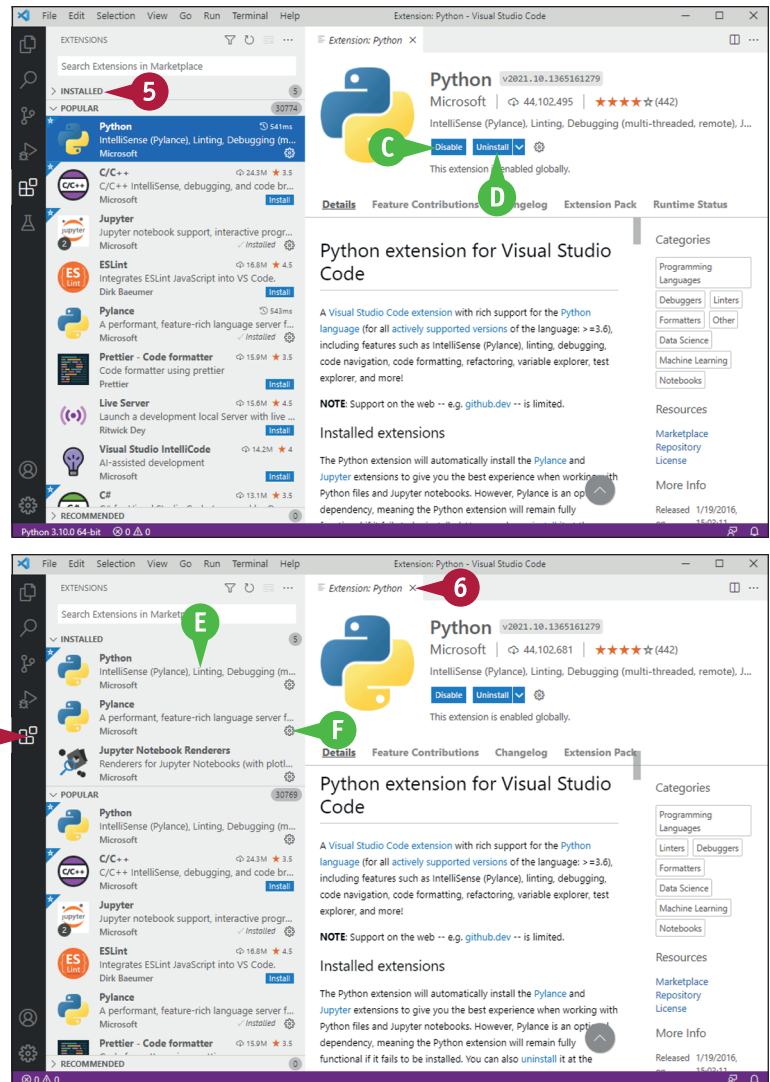 File Edit Selection View Go Run Terminal Help Extension: Python - Visual Studio Code
EXTENSIONS
Extension: Python
Search Extensions in Marketplace
INSTALLED 5
5
POPULAR 30774
Python 541ms
IntelliSense (Pylance), Linting, Debugging (m...
Microsoft
C/C++ 24.3M 3.5
C/C++ IntelliSense, debugging, and code br...
Microsoft Install
Jupyter
Jupyter notebook support, interactive progr...
2 Microsoft Installed
ESLint 16.8M 4.5
Integrates ESLint JavaScript into VS Code.
Dirk Baeumer Install
Pylance 543ms
A performant, feature-rich language server f...
Microsoft Installed
Prettier - Code formatter 15.9M 3.5
Code formatter using prettier
Prettier Install
Live Server 15.6M 4.5
Launch a development local Server with live ...
Ritwick Dey Install
Visual Studio IntelliCode 14.2M 4
AI-assisted development
Microsoft Install
C# 13.1M 3.5
RECOMMENDED 0
Python 3.10.0 64-bit 0 0
Python v2021.10.1365161279
Microsoft 44,102,495 (442)
IntelliSense (Pylance), Linting, Debugging (multi-threaded, remote), J...
C Disable Uninstall
D
This extension is enabled globally.
Details Feature Contributions Changelog Extension Pack Runtime Status
Python extension for Visual Studio
Code
A Visual Studio Code extension with rich support for the Python
language (for all actively supported versions of the language: >=3.6),
including features such as IntelliSense (Pylance), linting, debugging,
code navigation, code formatting, refactoring, variable explorer, test
explorer, and more!
NOTE: Support on the web -- e.g. github.dev -- is limited.
Installed extensions
The Python extension will automatically install the Pylance and
Jupyter extensions to give you the best experience when working with
Python files and Jupyter notebooks. However, Pylance is an
dependency, meaning the Python extension will remain fully
Categories
Programming
Languages
Debuggers Linters
Formatters Other
Data Science
Machine Learning
Notebooks
Resources
Marketplace
Repository
License
More Info
Released 1/19/2016,
File Edit Selection View Go Run Terminal Help Extension: Python - Visual Studio Code
EXTENSIONS
Extension: Python
6
Search Extensions in
E
INSTALLED 5
Python
IntelliSense (Pylance), Linting, Debugging (m...
Microsoft
Pylance
A performant, feature-rich language server f...
Microsoft
F
Jupyter Notebook Renderers
Renderers for Jupyter Notebooks (with plotl...
Microsoft
POPULAR 30769
Python
IntelliSense (Pylance), Linting, Debugging (m...
Microsoft
C/C++ 24.3M 3.5
C/C++ IntelliSense, debugging, and code br...
Microsoft Install
Jupyter
Jupyter notebook support, interactive progr...
2 Microsoft Installed
ESLint 16.8M 4.5
Integrates ESLint JavaScript into VS Code.
Dirk Baeumer Install
Pylance
A performant, feature-rich language server f...
Microsoft Installed
Prettier - Code formatter 15.9M 3.5
RECOMMENDED 0
0 0
Python v2021.10.1365161279
Microsoft 44,102,681 (442)
IntelliSense (Pylance), Linting, Debugging (multi-threaded, remote), J...
Disable Uninstall
This extension is enabled globally.
Details Feature Contributions Changelog Extension Pack
Python extension for Visual Studio
Code
A Visual Studio Code extension with rich support for the Python
language (for all actively supported versions of the language: >=3.6),
including features such as IntelliSense (Pylance), linting, debugging,
code navigation, code formatting, refactoring, variable explorer, test
explorer, and more!
NOTE: Support on the web -- e.g. github.dev -- is limited.
Installed extensions
The Python extension will automatically install the Pylance and
Jupyter extensions to give you the best experience when working with
Python files and Jupyter notebooks. However, Pylance is an
dependency, meaning the Python extension will remain fully
functional if it fails to be installed. You can also uninstall it at the
Categories
Programming
Languages
Linters Debuggers
Formatters
Data Science
Machine Learning
Notebooks
Resources
Marketplace
Repository
License
More Info
Released 1/19/2016,